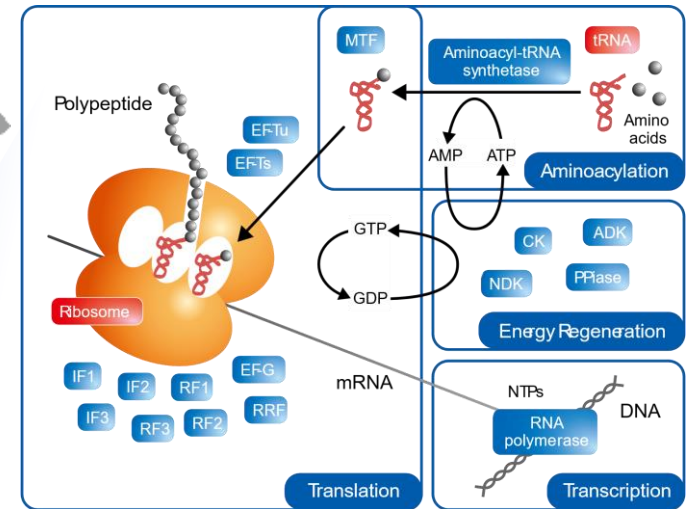 MTF
Aminoacyl-tRNA
synthetase
tRNA
Polypeptide
Amino
acids
EF-Tu
EF-Ts
AMP
ATP
Aminoacylation
GTP
GDP
CK
ADK
NDK
PPiase
Energy Regeneration
Ribosome
IF1
IF2
RF1
EF-G
IF3
RF3
RF2
RRF
mRNA
NTPs
DNA
RNA
polymerase
Translation
Transcription